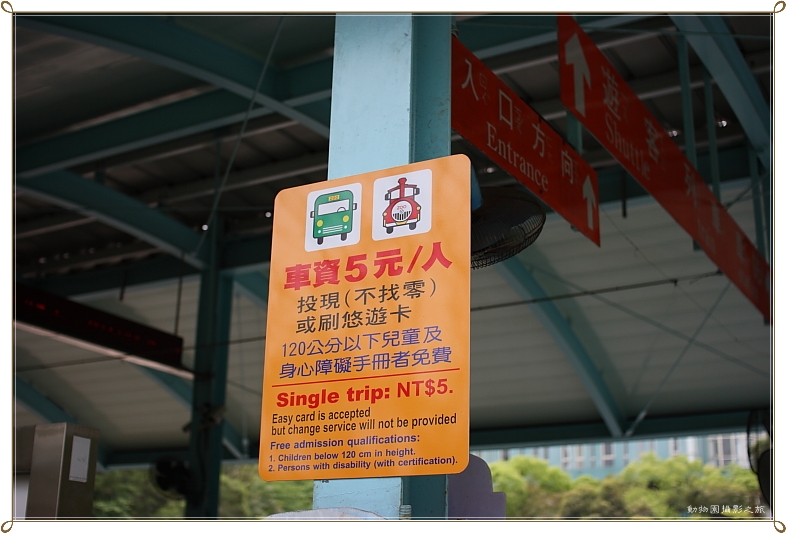 入口方向
Entrance
遊客
Shuttle
車資5元/人
投現(不找零)
或刷悠遊卡
120公分以下兒童及
身心障礙手冊者免費
Single trip: NT$5.
Easy card is accepted
but change service will not be provided
Free admission qualifications:
1. Children below 120 cm in height.
2. Persons with disability (with certification).
動物園攝影之旅